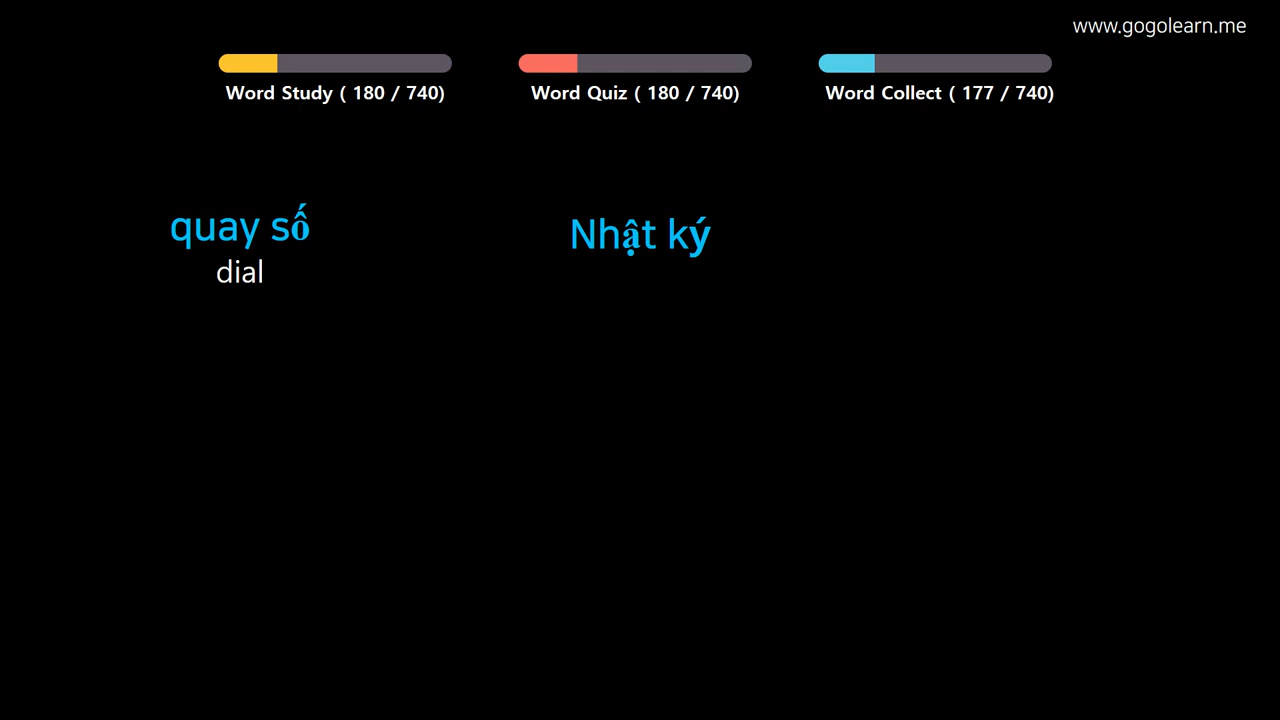 www.gogolearn.me
Word Study ( 180 / 740)
Word Quiz ( 180 / 740)
Word Collect ( 177 / 740)
quay số
dial
Nhật ký